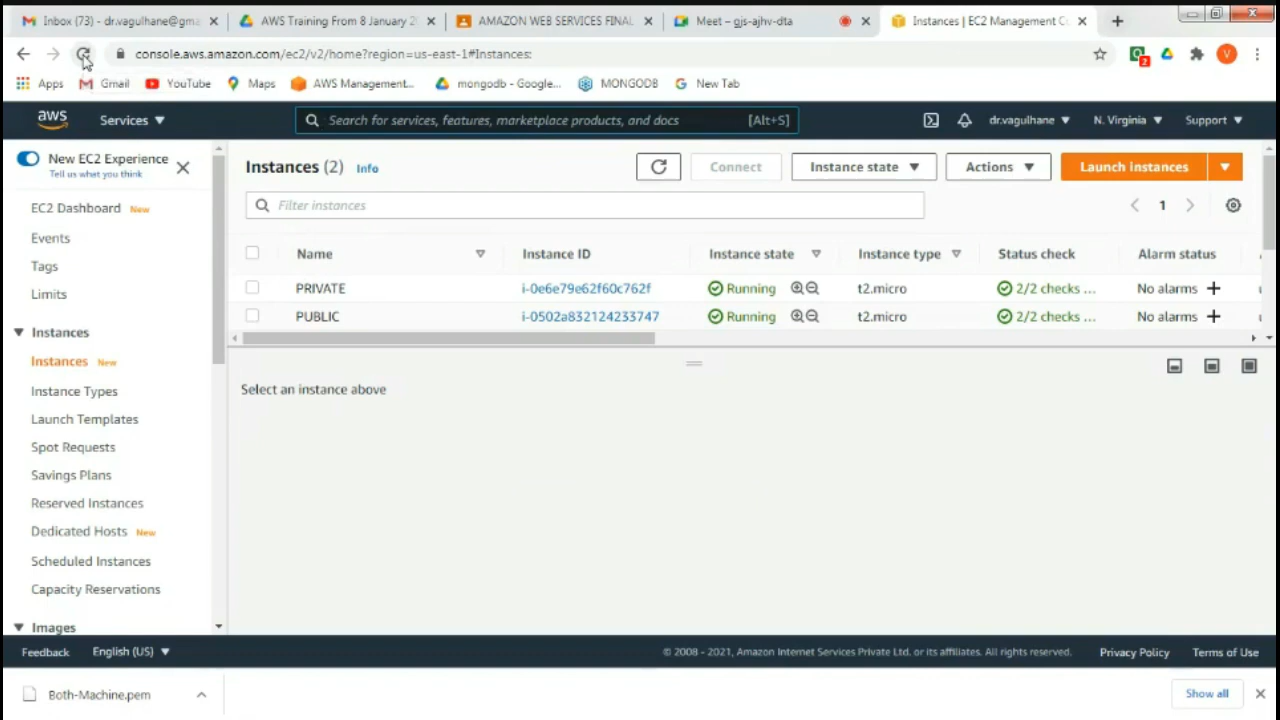 Inbox (73) - dr.vagulhane@gma
AWS Training From 8 January 2
AMAZON WEB SERVICES FINAL
Meet – gjs-ajhv-dta
Instances | EC2 Management Co
console.aws.amazon.com/ec2/v2/home?region=us-east-1#Instances:
2
V
Apps
Gmail
YouTube
Maps
AWS Management...
mongodb - Google...
MONGODB
New Tab
aws
Services
Search for services, features, marketplace products, and docs
[Alt+S]
dr.vagulhane
N. Virginia
Support
New EC2 Experience
Tell us what you think
EC2 Dashboard New
Events
Tags
Limits
Instances
Instances New
Instance Types
Launch Templates
Spot Requests
Savings Plans
Reserved Instances
Dedicated Hosts New
Scheduled Instances
Capacity Reservations
Images
Instances (2) Info
Connect
Instance state
Actions
Launch instances
Filter instances
1
Name Instance ID Instance state Instance type Status check Alarm status
PRIVATE i-0e6e79e62f60c762f Running t2.micro 2/2 checks ... No alarms +
PUBLIC i-0502a832124233747 Running t2.micro 2/2 checks ... No alarms +
Select an instance above
Feedback
English (US)
© 2008 - 2021, Amazon Internet Services Private Ltd. or its affiliates. All rights reserved.
Privacy Policy
Terms of Use
Both-Machine.pem
Show all